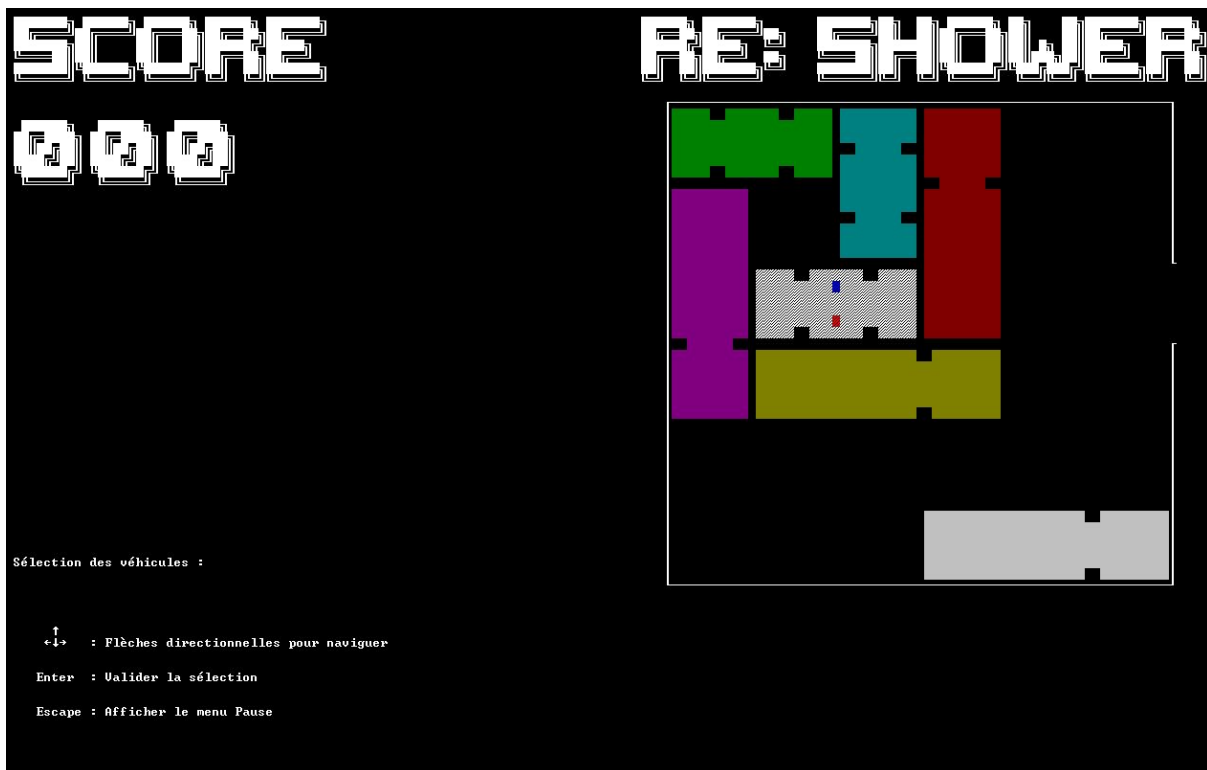 SCORE
RE: SHOWER
000
Sélection des véhicules :
↑
←↓→ : Flèches directionnelles pour naviguer
Enter : Valider la sélection
Escape : Afficher le menu Pause